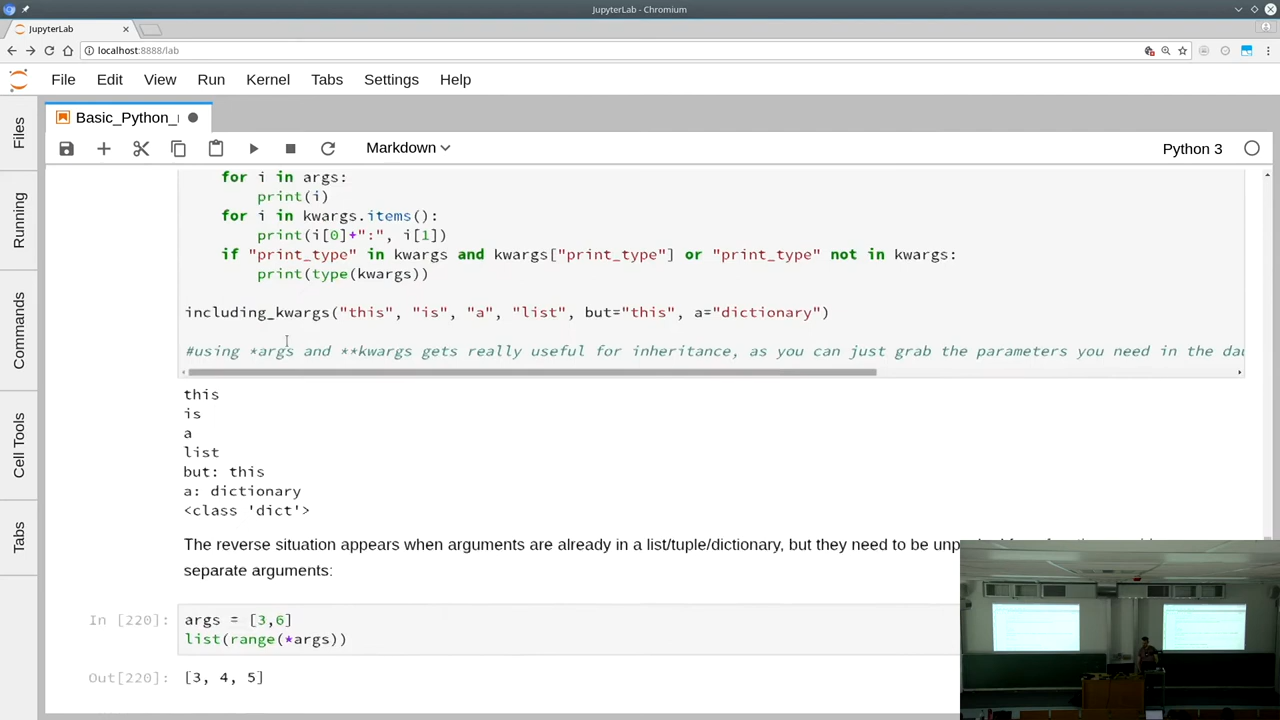 JupyterLab - Chromium
JupyterLab
localhost:8888/lab
File Edit View Run Kernel Tabs Settings Help
Files
Running
Commands
Cell Tools
Tabs
Basic_Python_
Markdown
Python 3
for i in args:
print(i)
for i in kwargs.items():
print(i[0]+":", i[1])
if "print_type" in kwargs and kwargs["print_type"] or "print_type" not in kwargs:
print(type(kwargs))
including_kwargs("this", "is", "a", "list", but="this", a="dictionary")
#using *args and **kwargs gets really useful for inheritance, as you can just grab the parameters you need in the
this
is
a
list
but: this
a: dictionary
<class 'dict'>
The reverse situation appears when arguments are already in a list/tuple/dictionary, but they need to be
separate arguments:
In [220]:
args = [3,6]
list(range(*args))
Out[220]: [3, 4, 5]